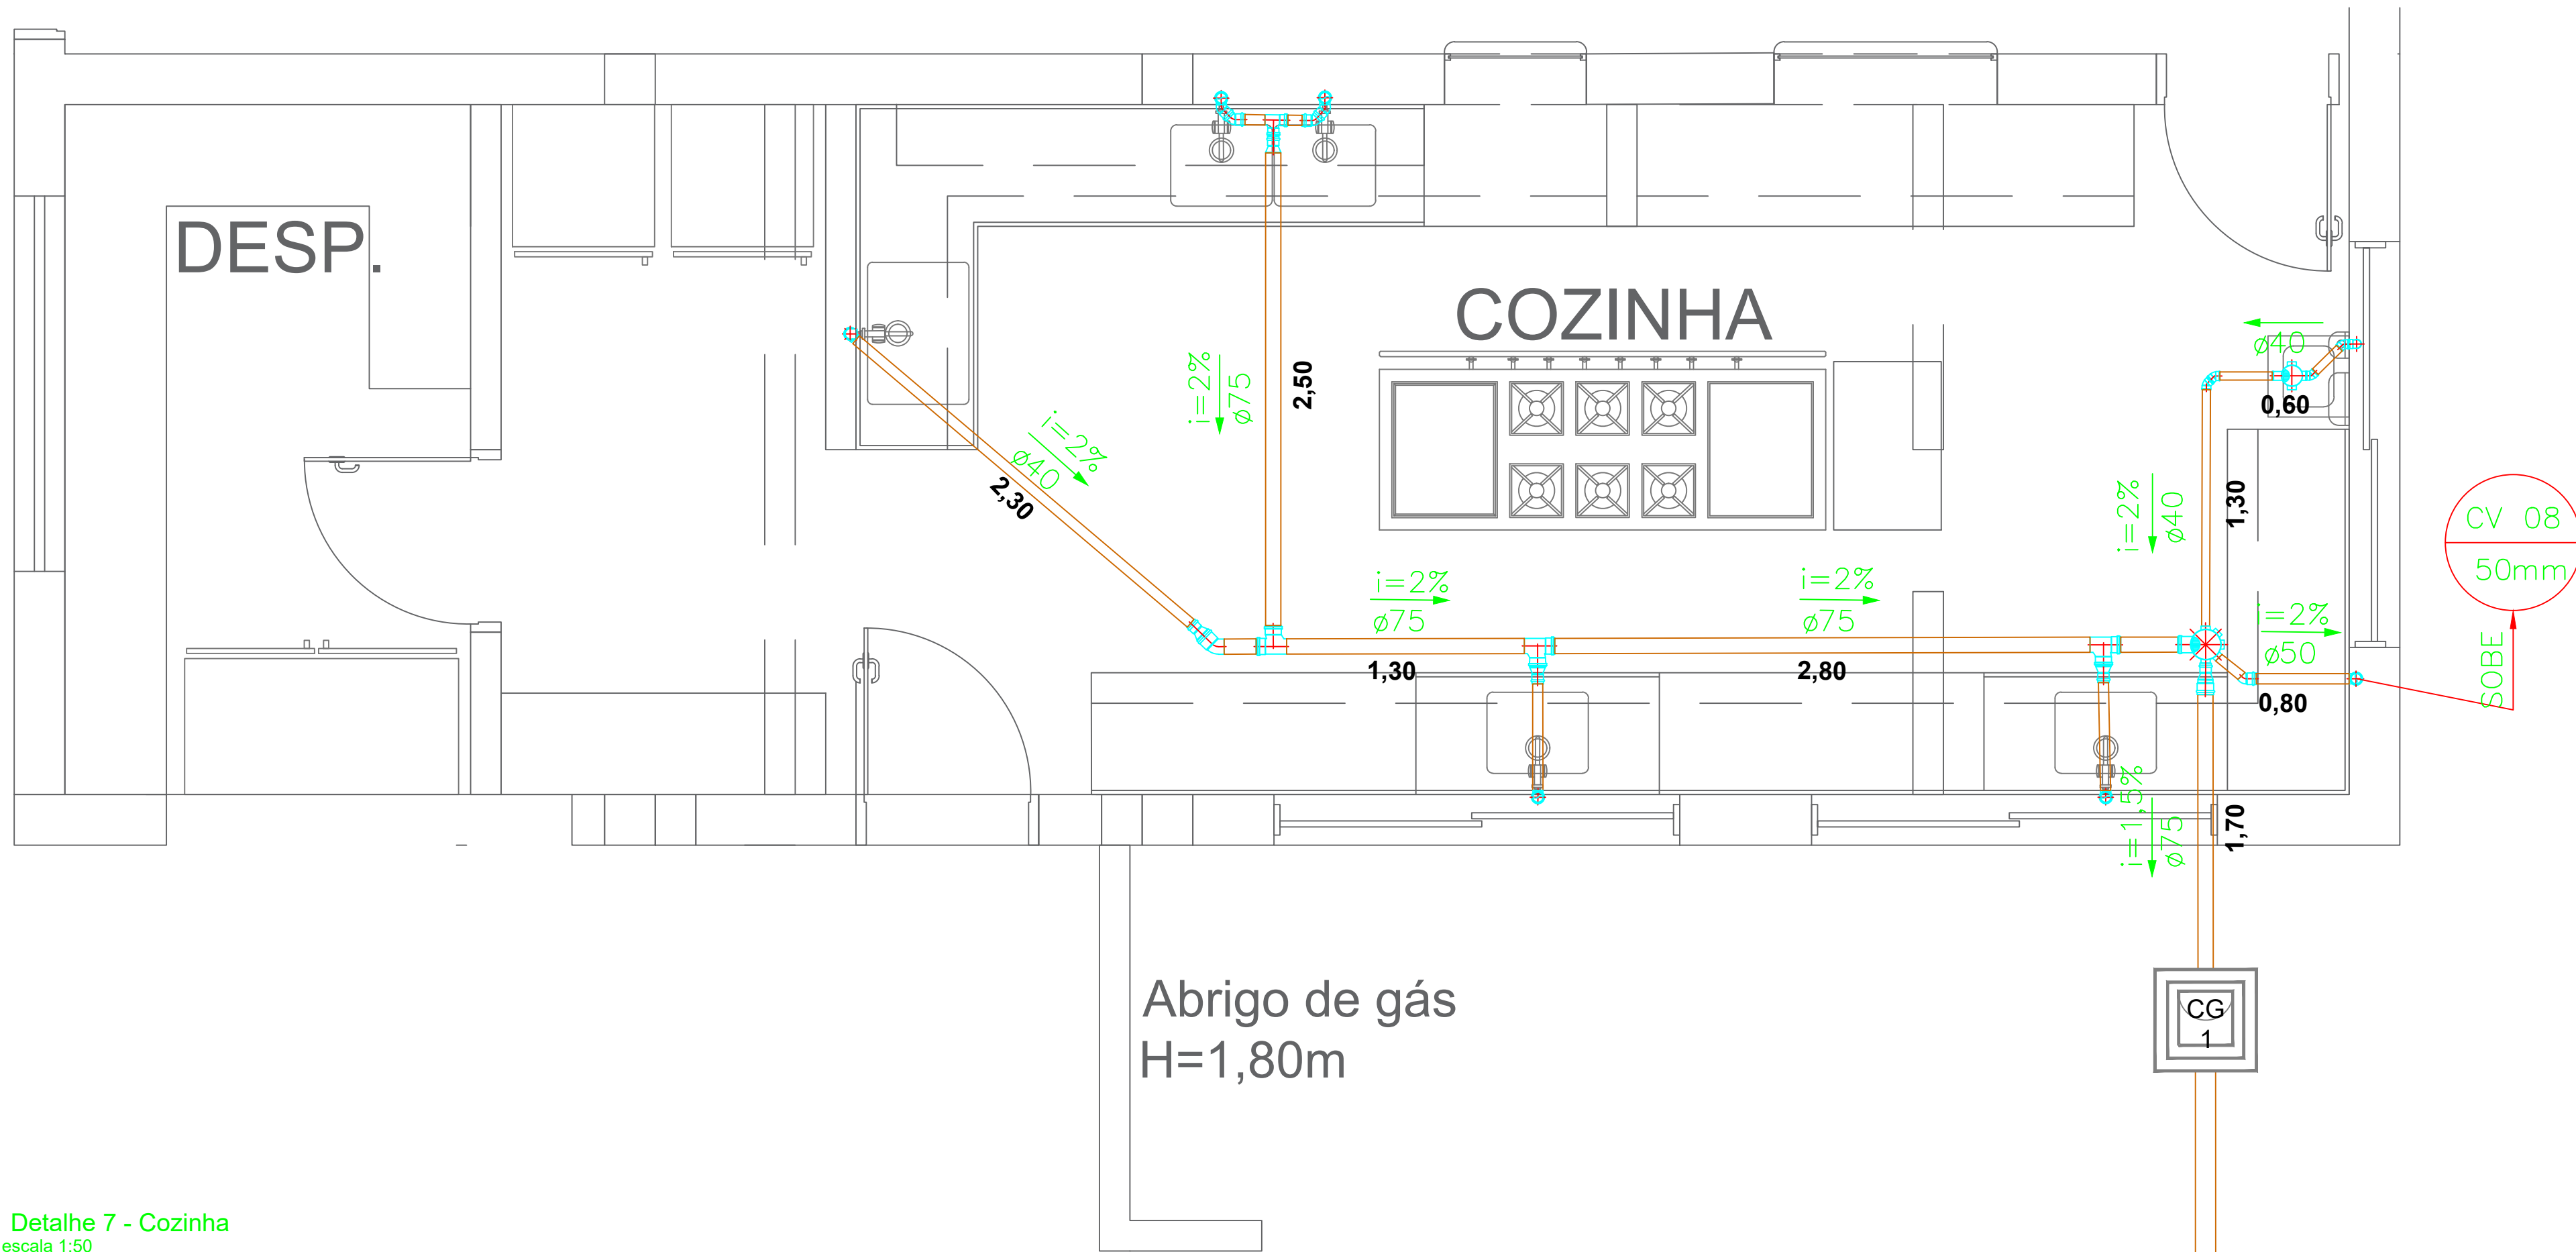 DESP.
COZINHA
i=2%
ø75
2,50
i=2%
ø40
2,30
ø40
0,60
i=2%
ø40
1,30
CV 08
50mm
SOBE
i=2%
ø75
1,30
i=2%
ø75
2,80
i=2%
ø50
0,80
i=1,5%
ø75
1,70
Abrigo de gás
H=1,80m
CG
1
Detalhe 7 - Cozinha
escala 1:50